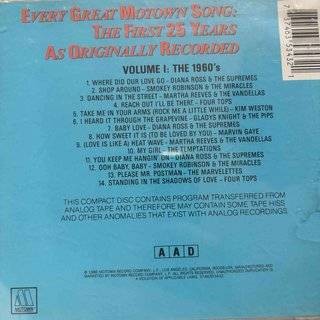 EVERY GREAT MOTOWN SONG:
THE FIRST 25 YEARS
AS ORIGINALLY RECORDED
VOLUME I: THE 1960's
1. WHERE DID OUR LOVE GO - DIANA ROSS & THE SUPREMES
2. SHOP AROUND - SMOKEY ROBINSON & THE MIRACLES
3. DANCING IN THE STREET - MARTHA REEVES & THE VANDELLAS
4. REACH OUT I'LL BE THERE - FOUR TOPS
5. TAKE ME IN YOUR ARMS (ROCK ME A LITTLE WHILE) - KIM WESTON
6. I HEARD IT THROUGH THE GRAPEVINE - GLADYS KNIGHT & THE PIPS
7. BABY LOVE - DIANA ROSS & THE SUPREMES
8. HOW SWEET IT IS (TO BE LOVED BY YOU) - MARVIN GAYE
9. (LOVE IS LIKE A) HEAT WAVE - MARTHA REEVES & THE VANDELLAS
10. MY GIRL - THE TEMPTATIONS
11. YOU KEEP ME HANGIN' ON - DIANA ROSS & THE SUPREMES
12. OOH BABY, BABY - SMOKEY ROBINSON & THE MIRACLES
13. PLEASE MR. POSTMAN - THE MARVELETTES
14. STANDING IN THE SHADOWS OF LOVE - FOUR TOPS
THIS COMPACT DISC CONTAINS PROGRAM TRANSFERRED FROM
ANALOG TAPE AND THEREFORE MAY CONTAIN SOME TAPE HISS
AND OTHER ANOMALIES THAT EXIST WITH ANALOG RECORDINGS.
A A D
MOTOWN